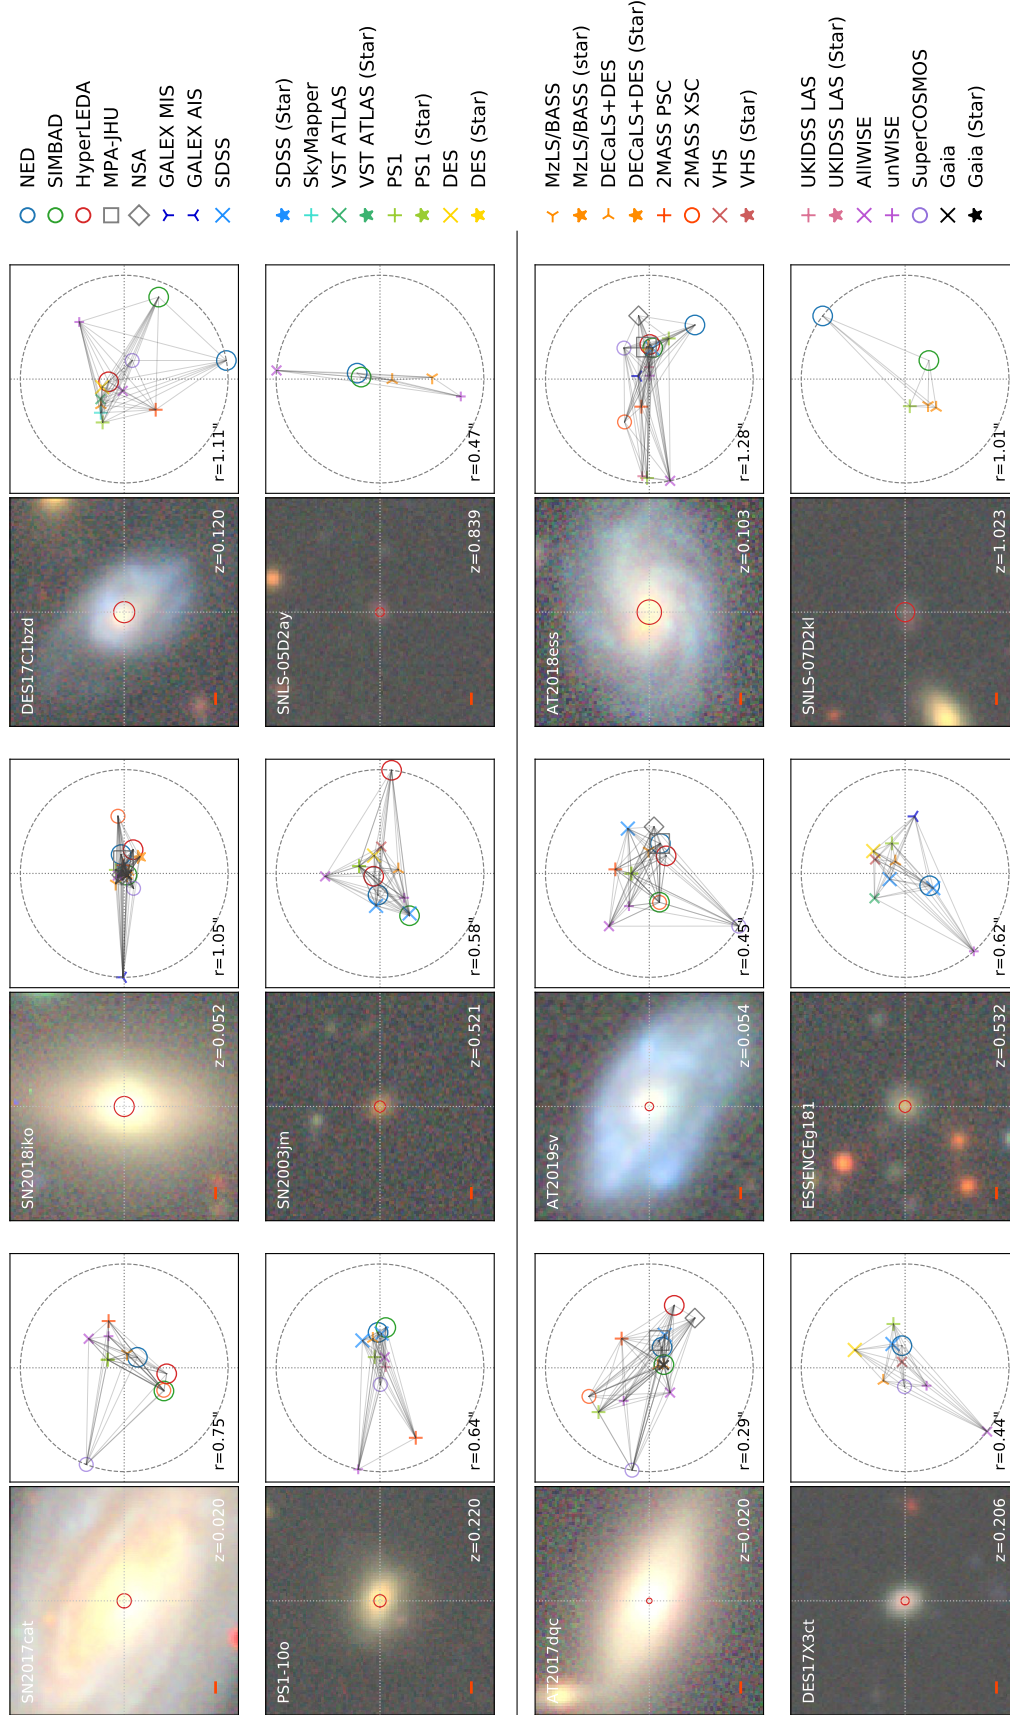 SN2017cat
z=0.020
r=0.75"
SN2018iko
z=0.052
r=1.05"
DES17C1bzd
z=0.120
r=1.11"
NED
SIMBAD
HyperLEDA
MPA-JHU
NSA
GALEX MIS
GALEX AIS
SDSS
PS1-10o
z=0.220
r=0.64"
SN2003jm
z=0.521
r=0.58"
SNLS-05D2ay
z=0.839
r=0.47"
SDSS (Star)
SkyMapper
VST ATLAS
VST ATLAS (Star)
PS1
PS1 (Star)
DES
DES (Star)
AT2017dqc
z=0.020
r=0.29"
AT2019sv
z=0.054
r=0.45"
AT2018ess
z=0.103
r=1.28"
MzLS/BASS
MzLS/BASS (star)
DECaLS+DES
DECaLS+DES (Star)
2MASS PSC
2MASS XSC
VHS
VHS (Star)
DES17X3ct
z=0.206
r=0.44"
ESSENCEg181
z=0.532
r=0.62"
SNLS-07D2kl
z=1.023
r=1.01"
UKIDSS LAS
UKIDSS LAS (Star)
AllWISE
unWISE
SuperCOSMOS
Gaia
Gaia (Star)